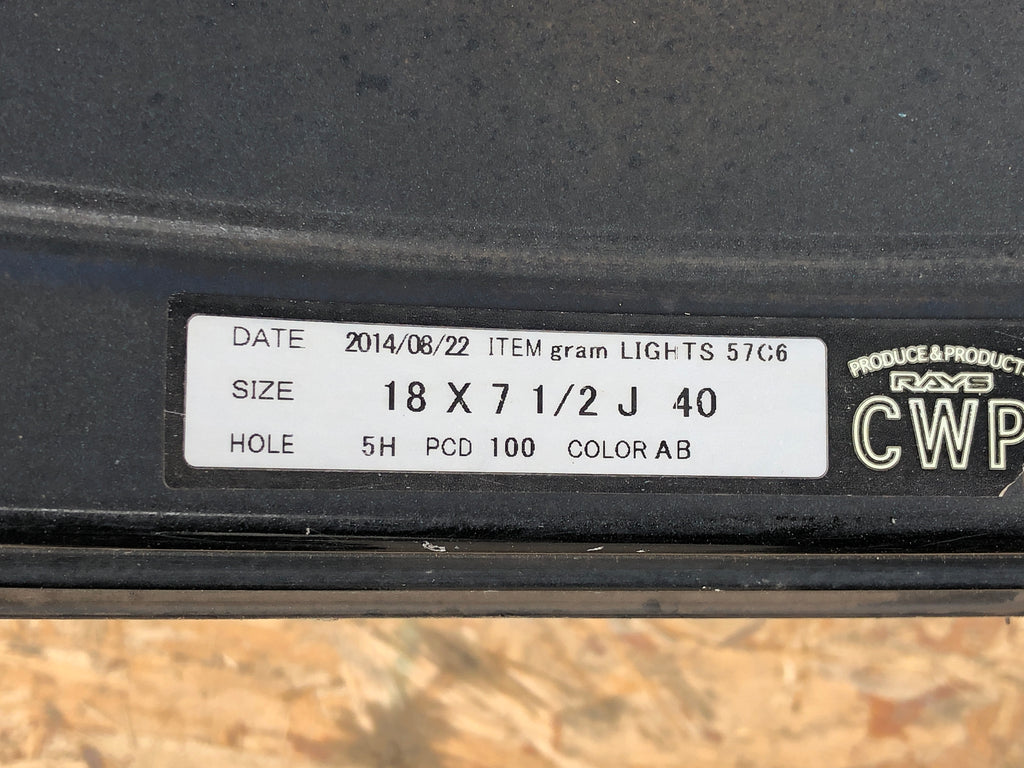 DATE 2014/08/22 ITEM gram LIGHTS 57C6
SIZE 18 X 7 1/2 J 40
HOLE 5H PCD 100 COLOR AB
PRODUCE & PRODUCTS
RAYS
CWP